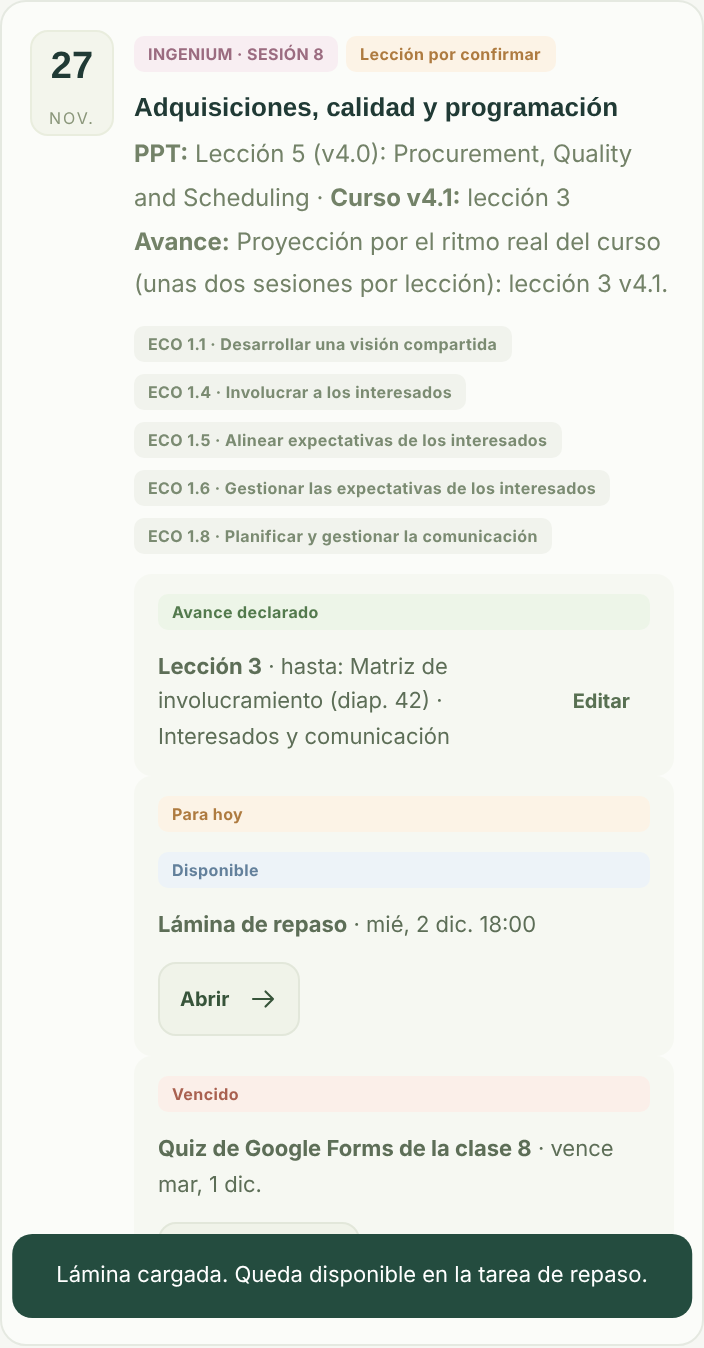 27
NOV.
INGENIUM · SESIÓN 8
Lección por confirmar
Adquisiciones, calidad y programación
PPT: Lección 5 (v4.0): Procurement, Quality
and Scheduling · Curso v4.1: lección 3
Avance: Proyección por el ritmo real del curso
(unas dos sesiones por lección): lección 3 v4.1.
ECO 1.1 · Desarrollar una visión compartida
ECO 1.4 · Involucrar a los interesados
ECO 1.5 · Alinear expectativas de los interesados
ECO 1.6 · Gestionar las expectativas de los interesados
ECO 1.8 · Planificar y gestionar la comunicación
Avance declarado
Lección 3 · hasta: Matriz de
involucramiento (diap. 42) ·
Interesados y comunicación
Editar
Para hoy
Disponible
Lámina de repaso · mié, 2 dic. 18:00
Abrir →
Vencido
Quiz de Google Forms de la clase 8 · vence
mar, 1 dic.
Lámina cargada. Queda disponible en la tarea de repaso.